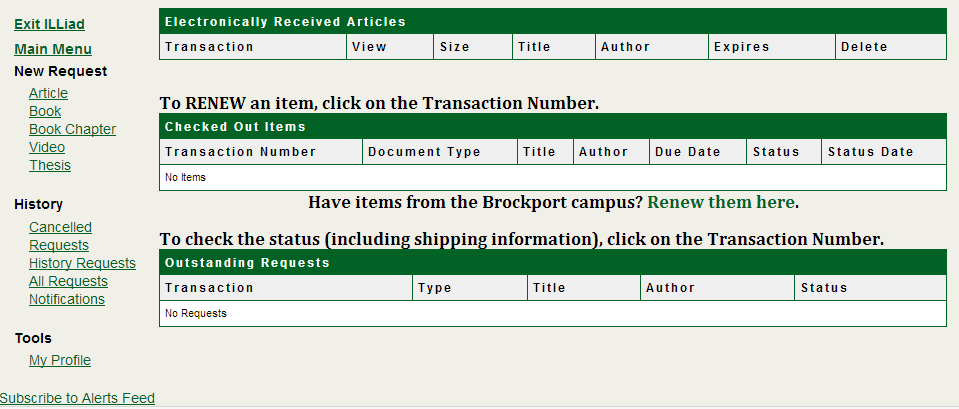 Exit ILLiad
Main Menu
New Request
Article
Book
Book Chapter
Video
Thesis
History
Cancelled
Requests
History Requests
All Requests
Notifications
Tools
My Profile
Subscribe to Alerts Feed
Electronically Received Articles
Transaction View Size Title Author Expires Delete
To RENEW an item, click on the Transaction Number.
Checked Out Items
Transaction Number Document Type Title Author Due Date Status Status Date
No Items
Have items from the Brockport campus? Renew them here.
To check the status (including shipping information), click on the Transaction Number.
Outstanding Requests
Transaction Type Title Author Status
No Requests